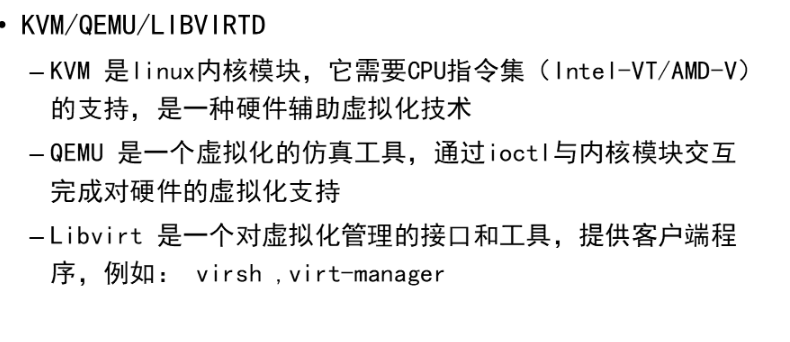 • KVM/QEMU/LIBVIRTD
– KVM 是linux内核模块，它需要CPU指令集（Intel-VT/AMD-V）
的支持，是一种硬件辅助虚拟化技术
– QEMU 是一个虚拟化的仿真工具，通过ioctl与内核模块交互
完成对硬件的虚拟化支持
– Libvirt 是一个对虚拟化管理的接口和工具，提供客户端程
序，例如： virsh ,virt-manager